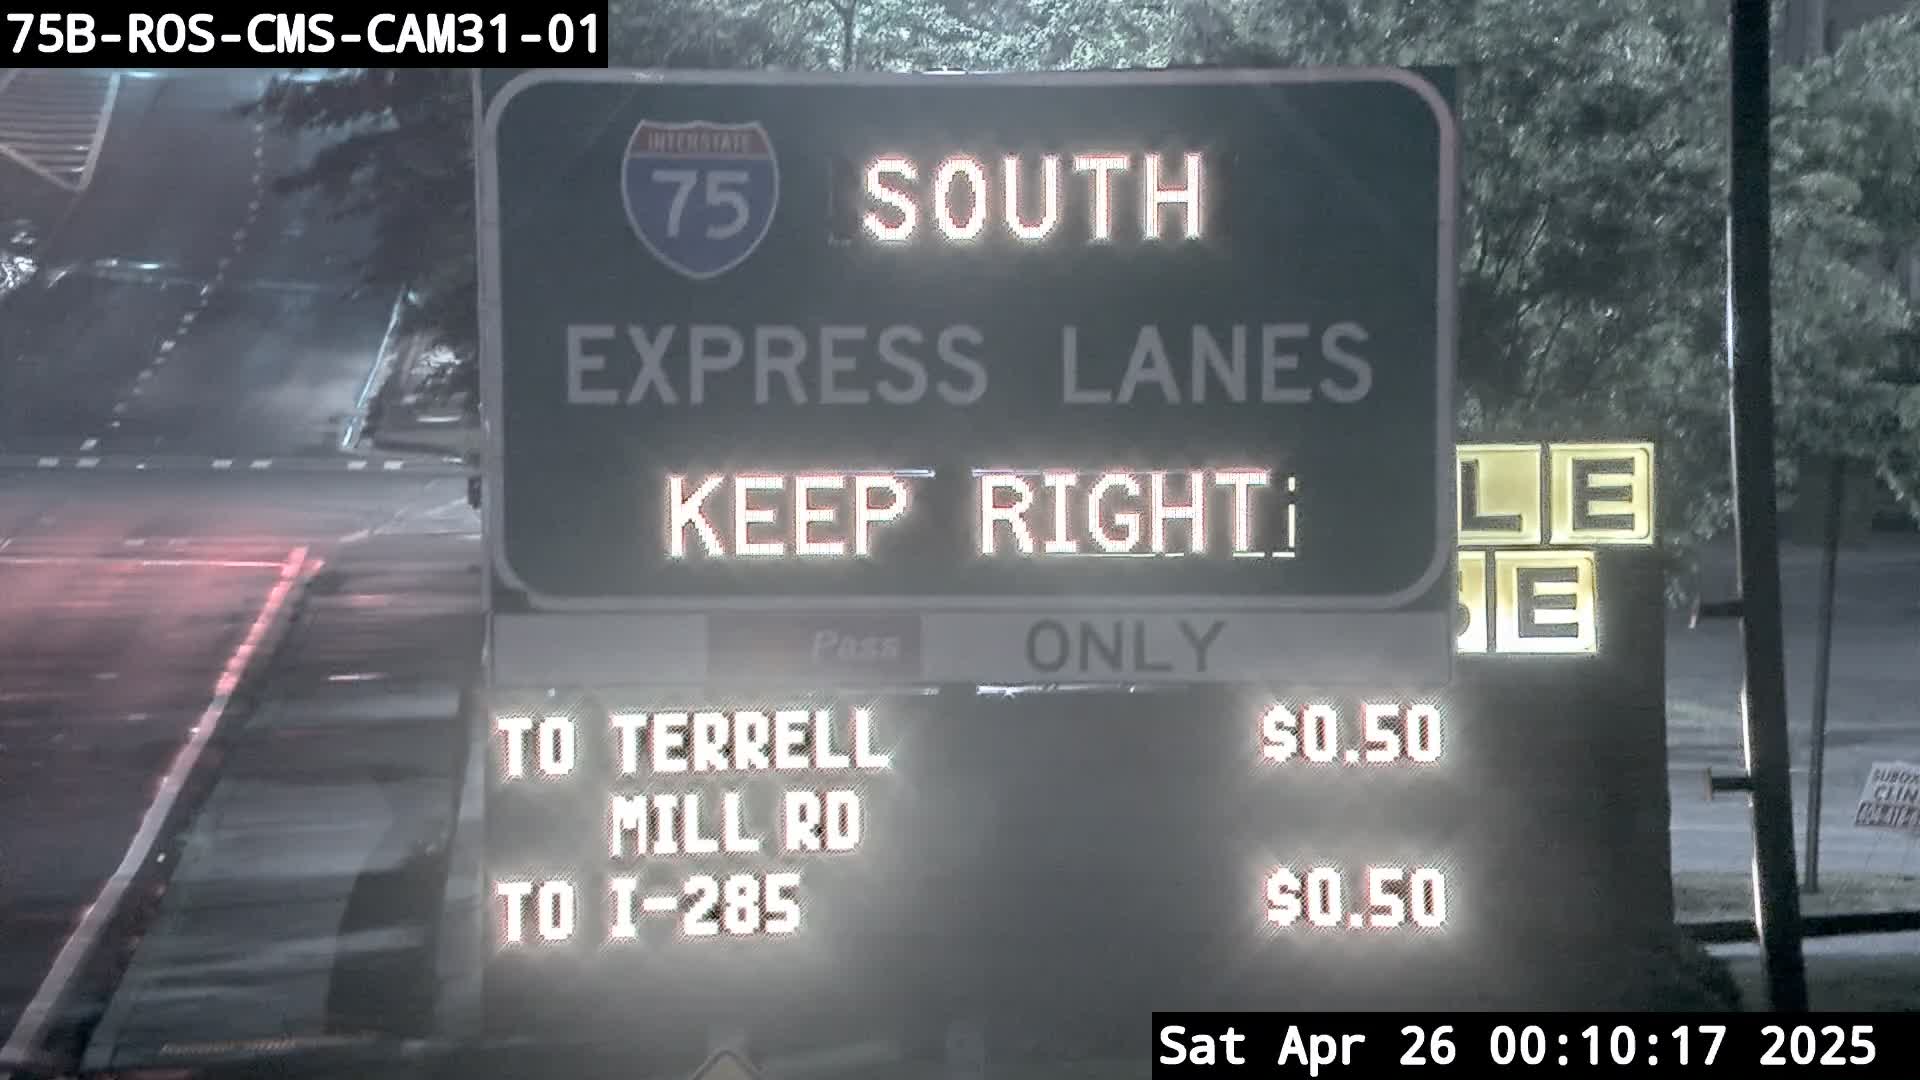 75B-ROS-CMS-CAM31-01
INTERSTATE
75
SOUTH
EXPRESS LANES
KEEP RIGHT
Pass ONLY
TO TERRELL $0.50
MILL RD
TO I-285 $0.50
LE
E
CLIN
Sat Apr 26 00:10:17 2025